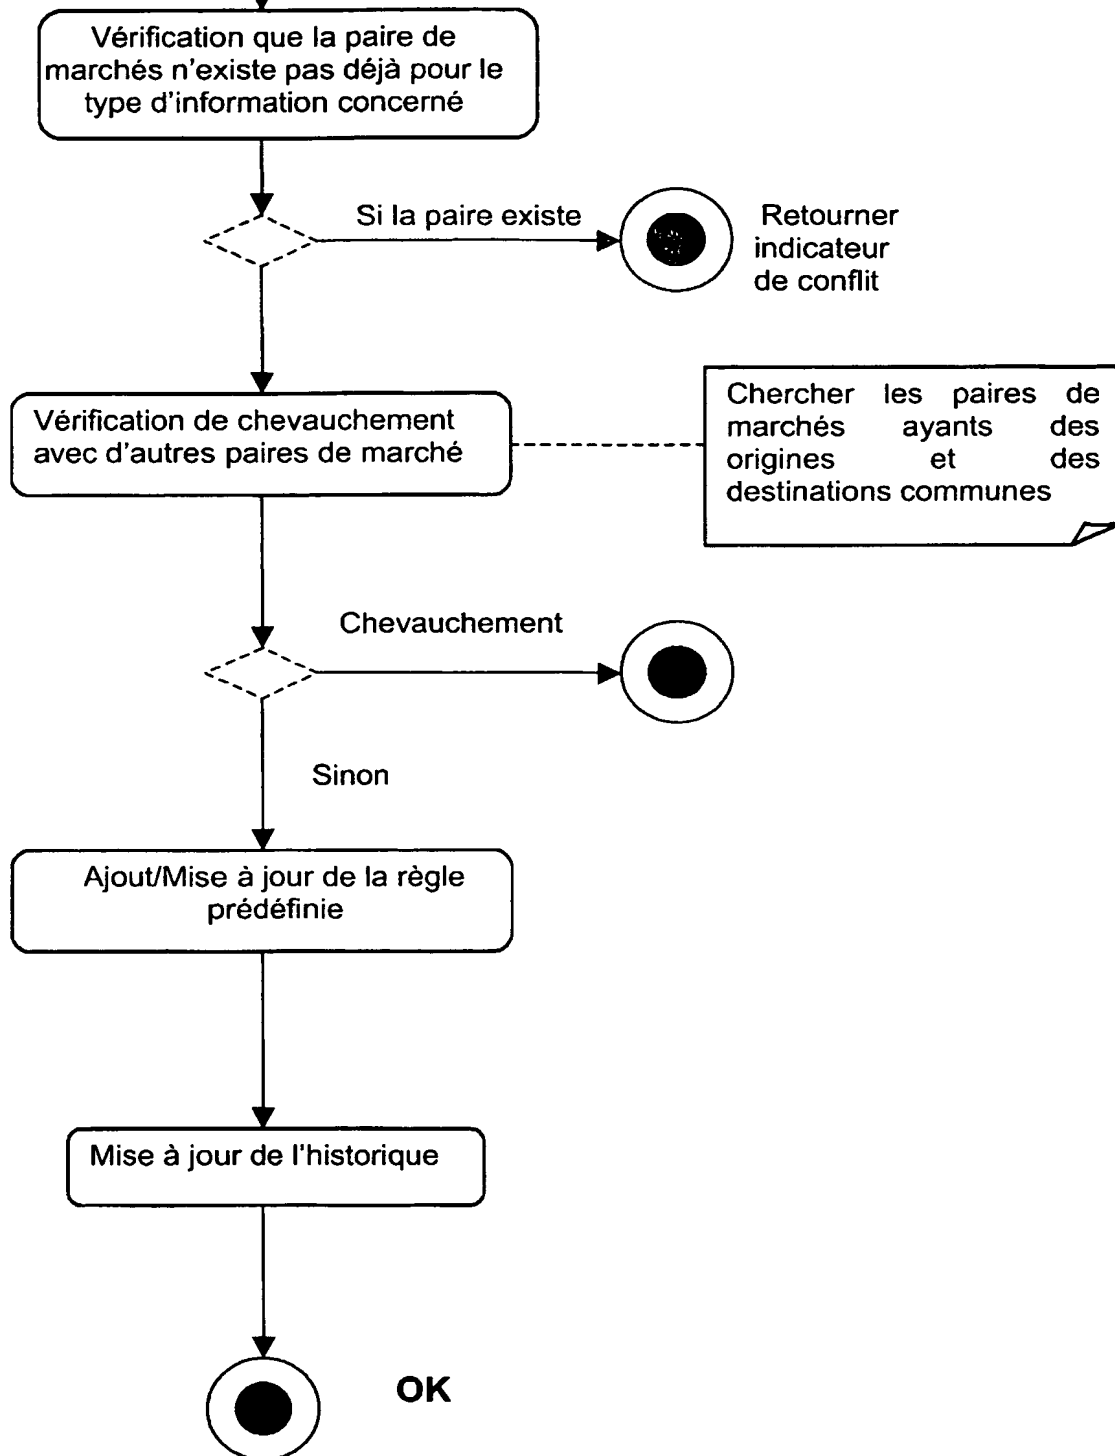 Vérification que la paire de
marchés n'existe pas déjà pour le
type d'information concerné
Si la paire existe
Retourner
indicateur
de conflit
Vérification de chevauchement
avec d'autres paires de marché
Chercher les paires de
marchés ayants des
origines et des
destinations communes
Chevauchement
Sinon
Ajout/Mise à jour de la règle
prédéfinie
Mise à jour de l'historique
OK